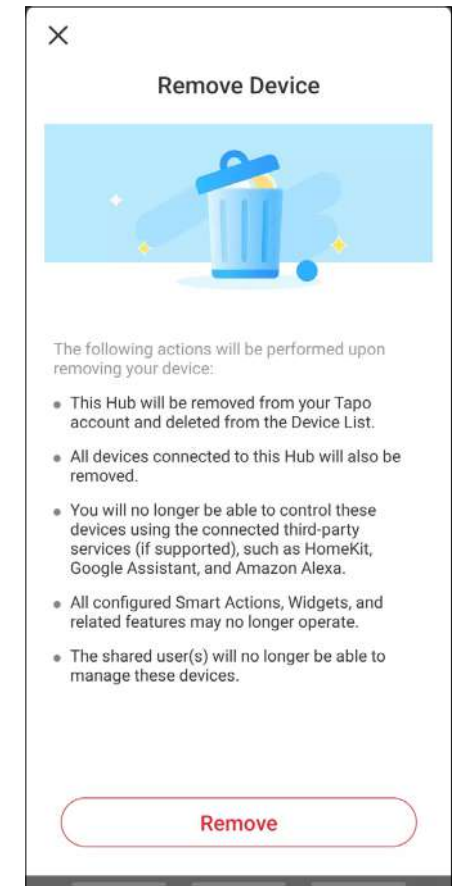 Remove Device
The following actions will be performed upon
removing your device:
• This Hub will be removed from your Tapo
account and deleted from the Device List.
• All devices connected to this Hub will also be
removed.
• You will no longer be able to control these
devices using the connected third-party
services (if supported), such as HomeKit,
Google Assistant, and Amazon Alexa.
• All configured Smart Actions, Widgets, and
related features may no longer operate.
• The shared user(s) will no longer be able to
manage these devices.
Remove